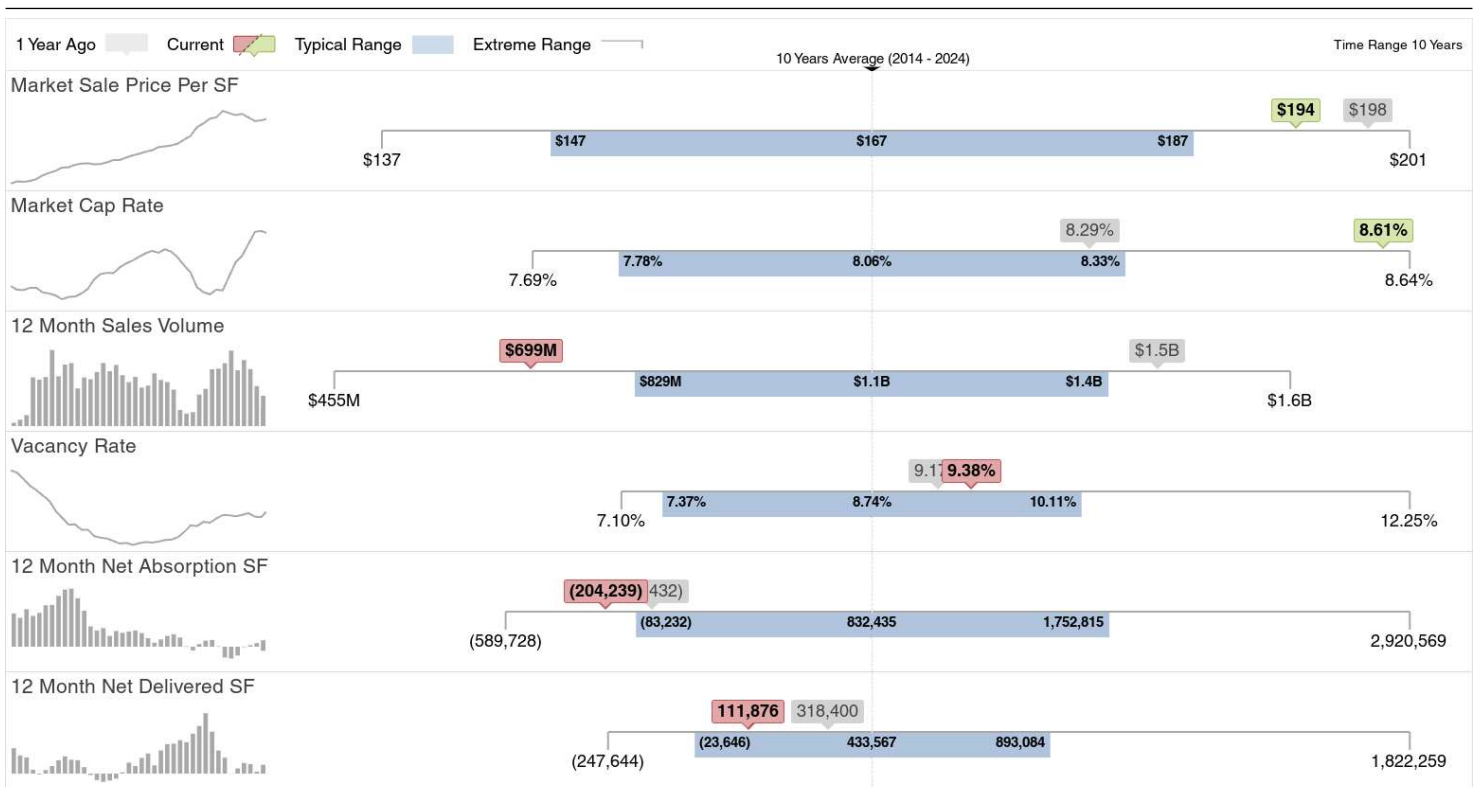 1 Year Ago Current Typical Range Extreme Range
10 Years Average (2014 - 2024)
Time Range 10 Years
Market Sale Price Per SF
$194 $198
$147 $167 $187
$137 $201
Market Cap Rate
8.29% 8.61%
7.78% 8.06% 8.33%
7.69% 8.64%
12 Month Sales Volume
$699M $1.5B
$829M $1.1B $1.4B
$455M $1.6B
Vacancy Rate
9.17 9.38%
7.37% 8.74% 10.11%
7.10% 12.25%
12 Month Net Absorption SF
(204,239) 432)
(83,232) 832,435 1,752,815
(589,728) 2,920,569
12 Month Net Delivered SF
111,876 318,400
(23,646) 433,567 893,084
(247,644) 1,822,259